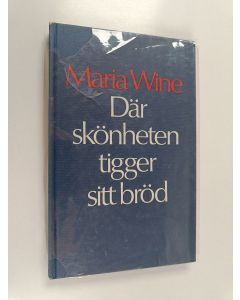 Maria Wine
Där
skönheten
tigger
sitt bröd